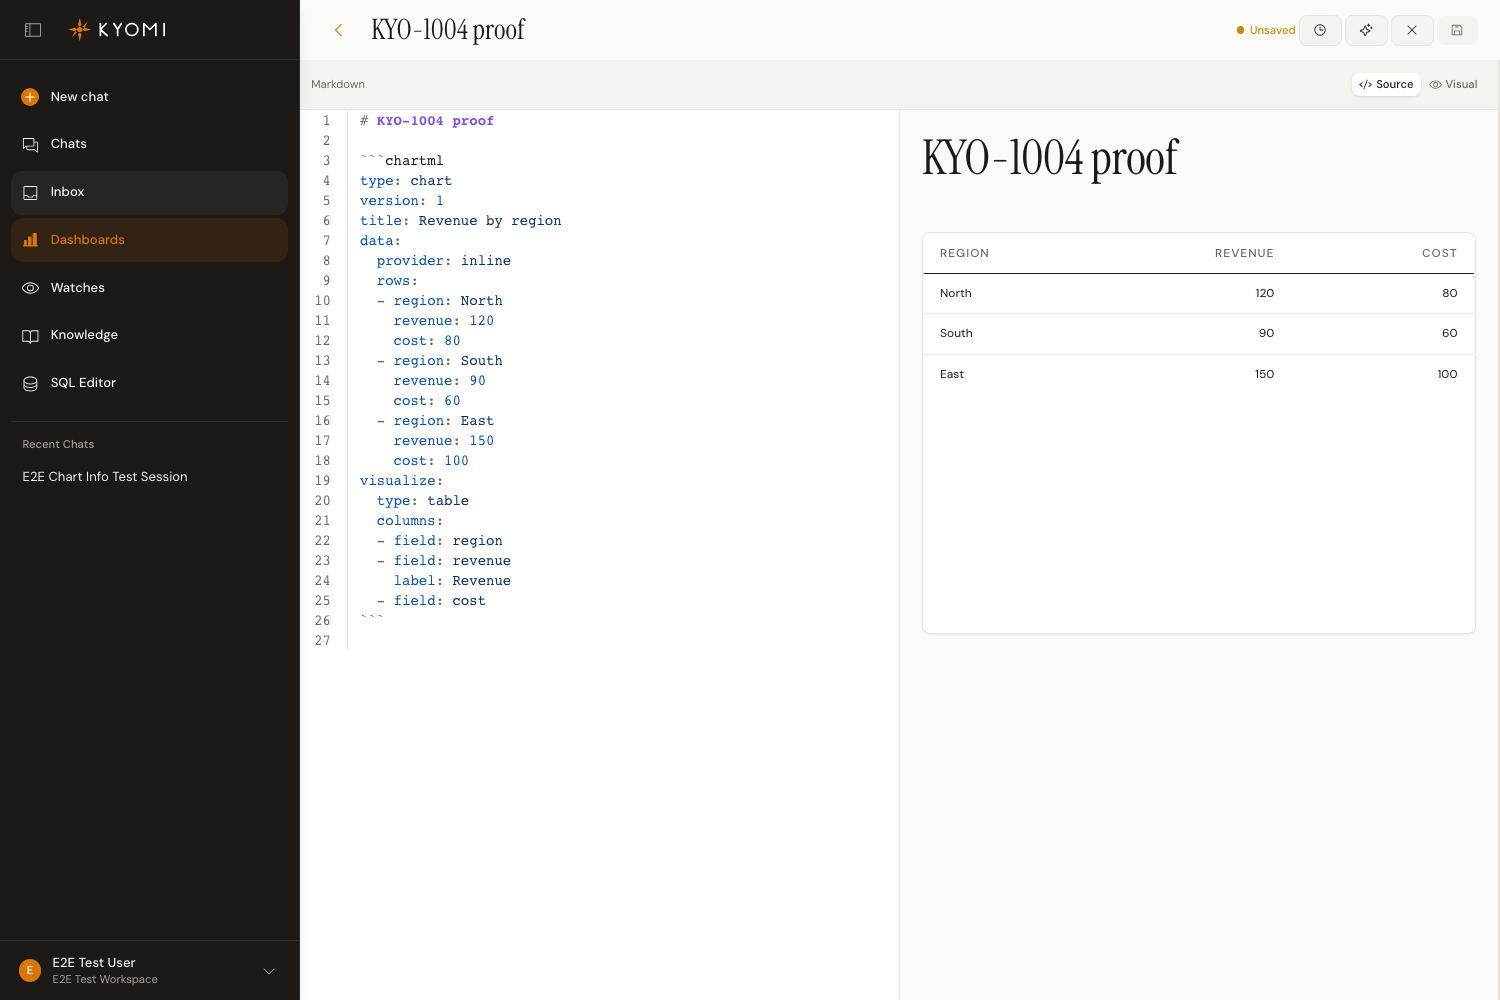 KYOMI
New chat
Chats
Inbox
Dashboards
Watches
Knowledge
SQL Editor
Recent Chats
E2E Chart Info Test Session
E
E2E Test User
E2E Test Workspace
KYO-1004 proof
Unsaved
Markdown
</> Source
Visual
1 # KYO-1004 proof
2
3 ```chartml
4 type: chart
5 version: 1
6 title: Revenue by region
7 data:
8   provider: inline
9   rows:
10   - region: North
11     revenue: 120
12     cost: 80
13   - region: South
14     revenue: 90
15     cost: 60
16   - region: East
17     revenue: 150
18     cost: 100
19 visualize:
20   type: table
21   columns:
22   - field: region
23   - field: revenue
24     label: Revenue
25   - field: cost
26 ```
27
KYO-1004 proof
REGION REVENUE COST
North 120 80
South 90 60
East 150 100